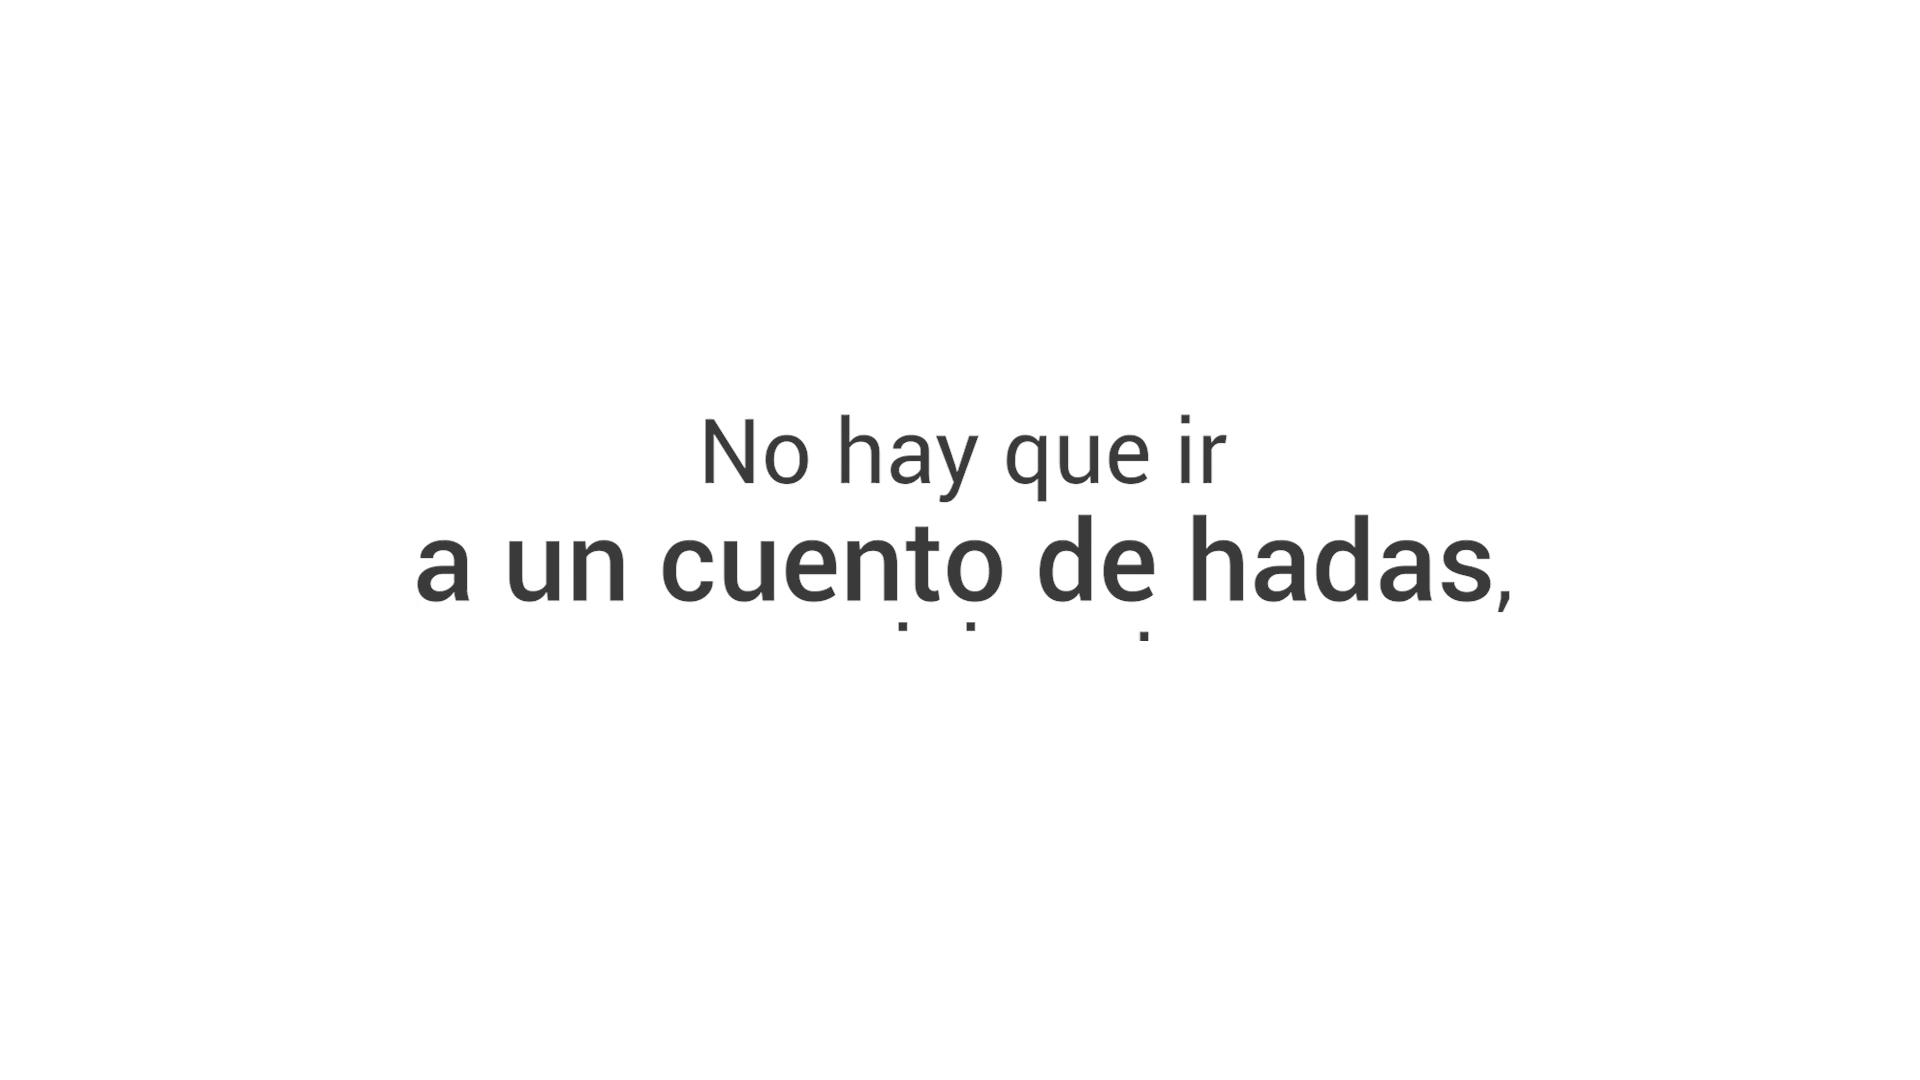 No hay que ir
a un cuento de hadas,